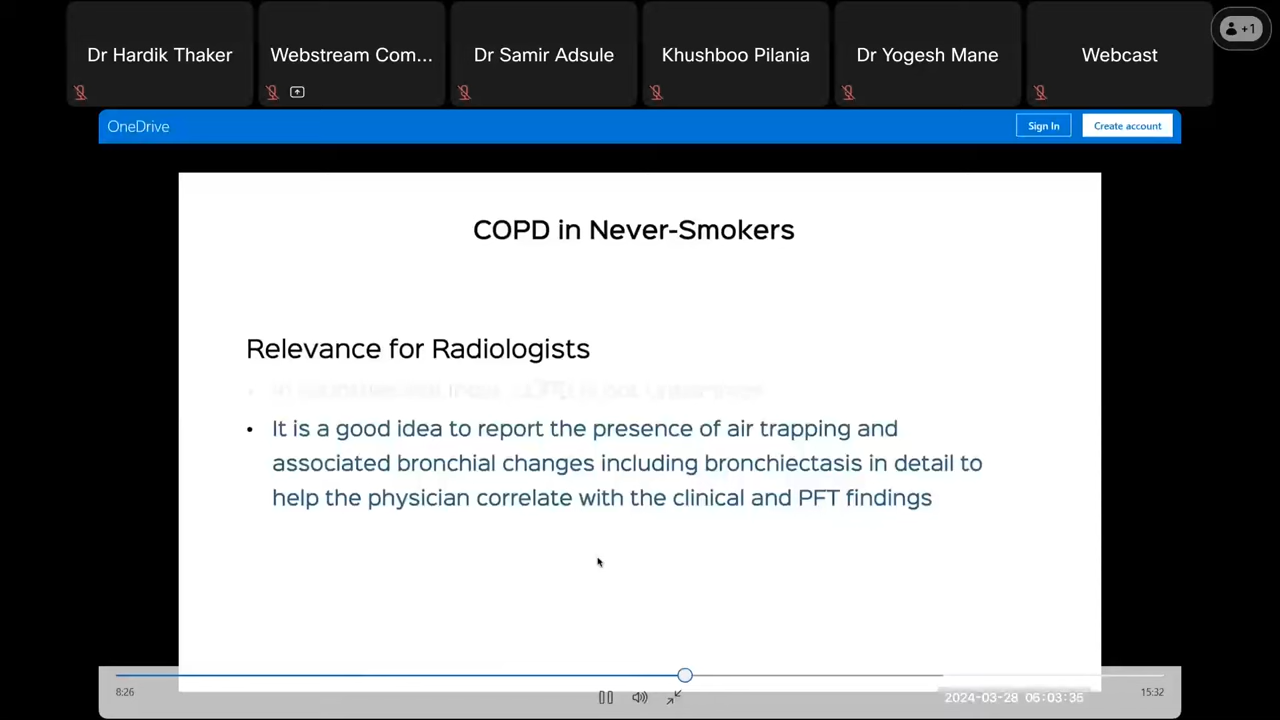 Dr Hardik Thaker
Webstream Com...
Dr Samir Adsule
Khushboo Pilania
Dr Yogesh Mane
Webcast
+1
OneDrive
Sign In
Create account
COPD in Never-Smokers
Relevance for Radiologists
• It is a good idea to report the presence of air trapping and
associated bronchial changes including bronchiectasis in detail to
help the physician correlate with the clinical and PFT findings
8:26
2024-03-28 06:03:35
15:32